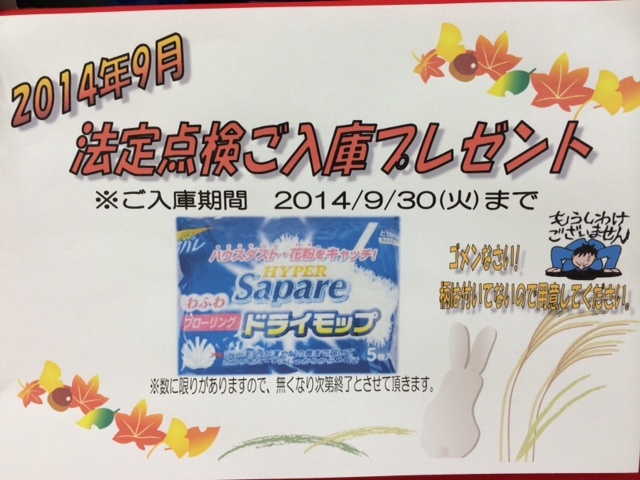 2014年9月
法定点検ご入庫プレゼント
※ご入庫期間 2014/9/30(火)まで
もうしわけ
ございません
ゴメンなさい!
柄は付いてないので用意してください。
ハウスダスト・花粉をキャッチ!
HYPER
Sapare
ふわふわ
フローリング
ドライモップ
5枚
※数に限りがありますので、無くなり次第終了とさせて頂きます。